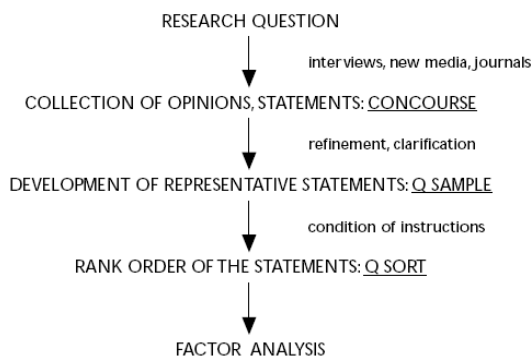 RESEARCH QUESTION
interviews, new media, journals
COLLECTION OF OPINIONS, STATEMENTS: CONCOURSE
refinement, clarification
DEVELOPMENT OF REPRESENTATIVE STATEMENTS: Q SAMPLE
condition of instructions
RANK ORDER OF THE STATEMENTS: Q SORT
FACTOR ANALYSIS